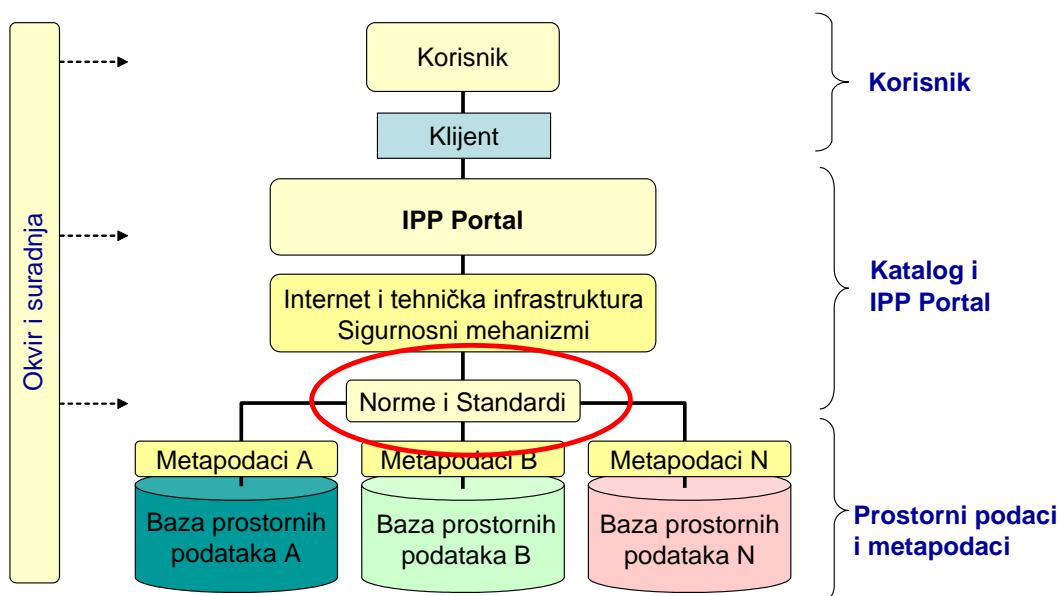 Okvir i suradnja
Korisnik
Klijent
IPP Portal
Internet i tehnička infrastruktura
Sigurnosni mehanizmi
Norme i Standardi
Metapodaci A
Metapodaci B
Metapodaci N
Baza prostornih
podataka A
Baza prostornih
podataka B
Baza prostornih
podataka N
Korisnik
Katalog i
IPP Portal
Prostorni podaci
i metapodaci